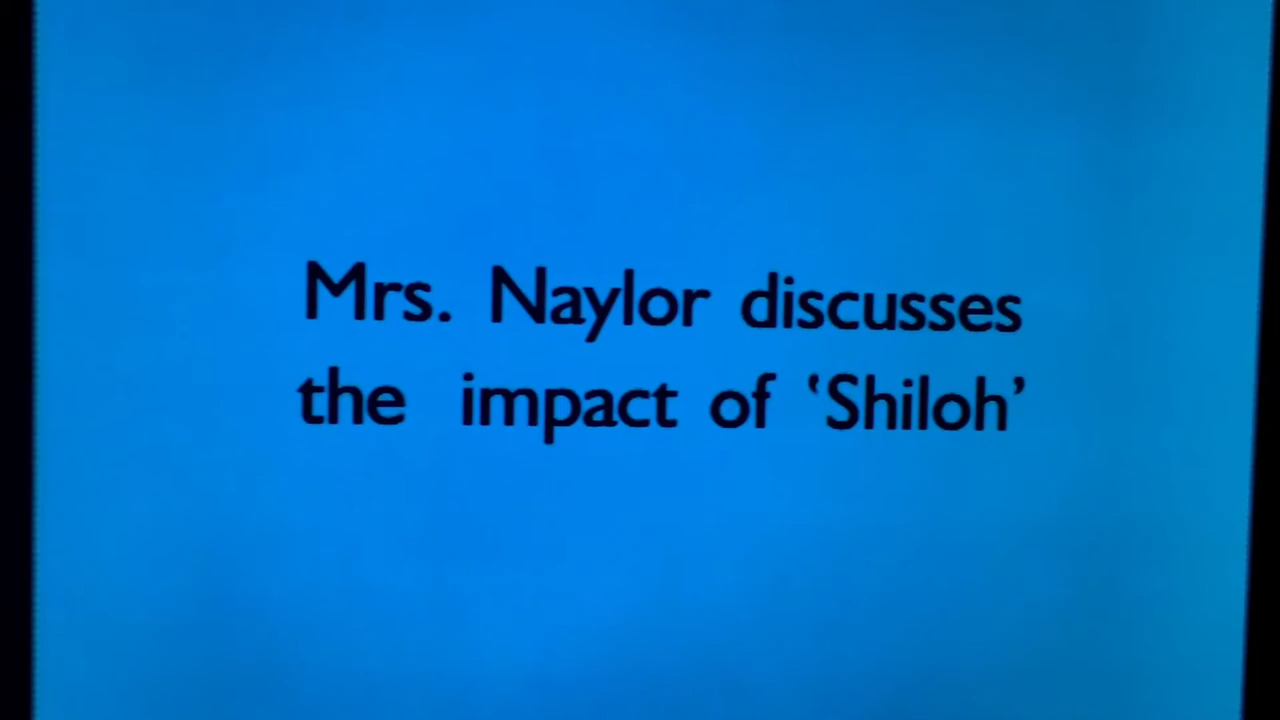 Mrs. Naylor discusses
the impact of ‘Shiloh’